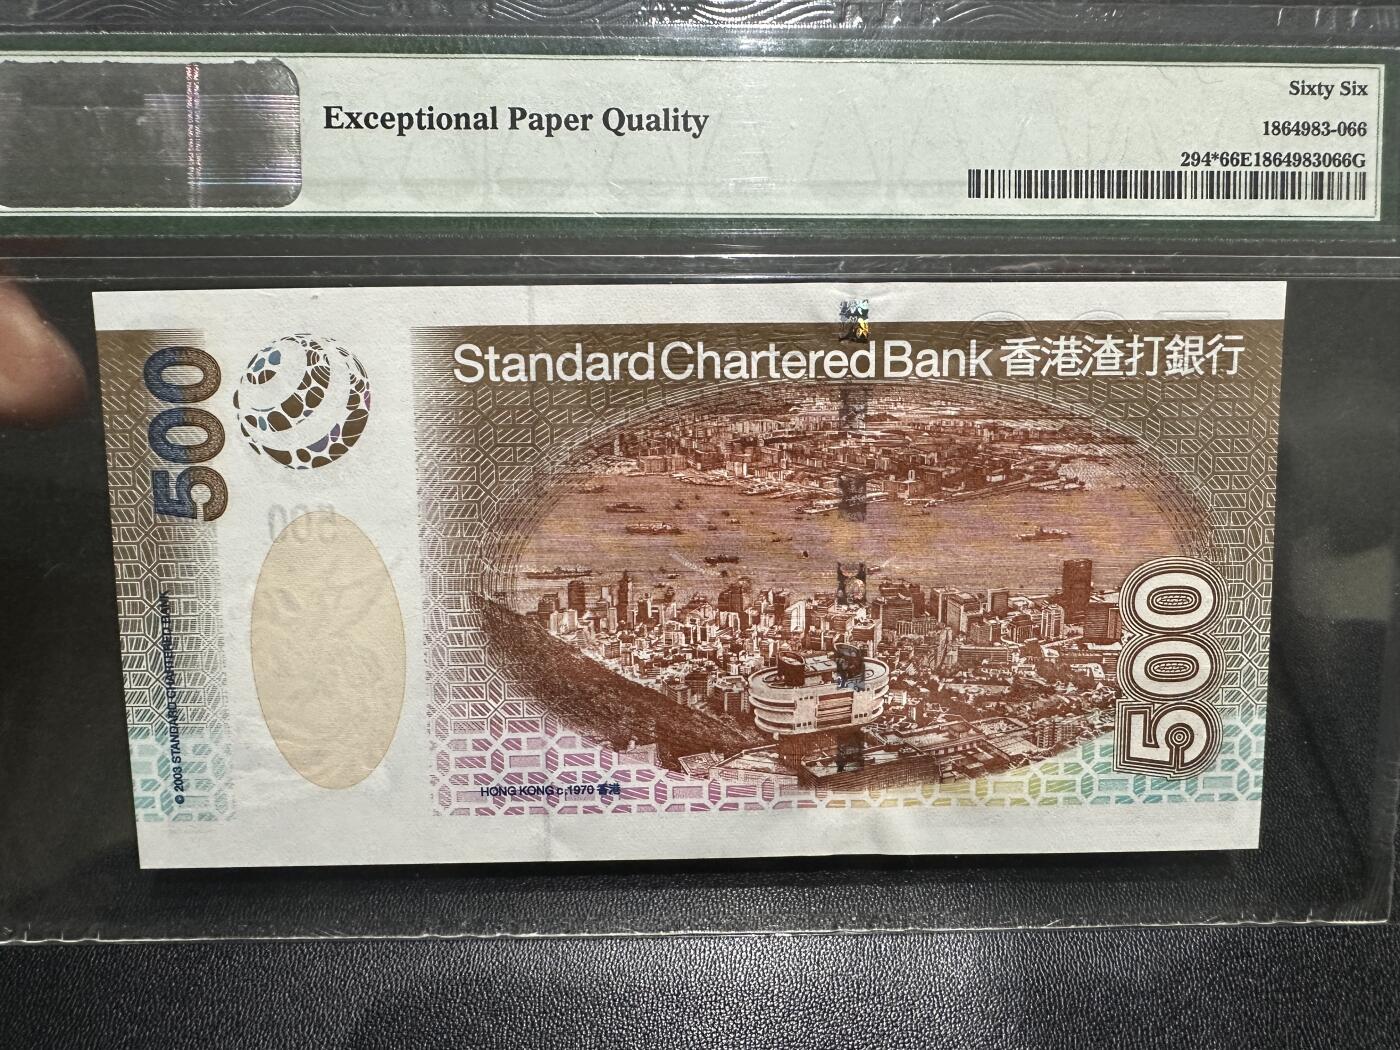 Exceptional Paper Quality
Sixty Six
1864983-066
294*66E1864983066G
Standard Chartered Bank 香港渣打銀行
500
500
500
© 2003 STANDARD CHARTERED BANK
HONG KONG c.1970 香港